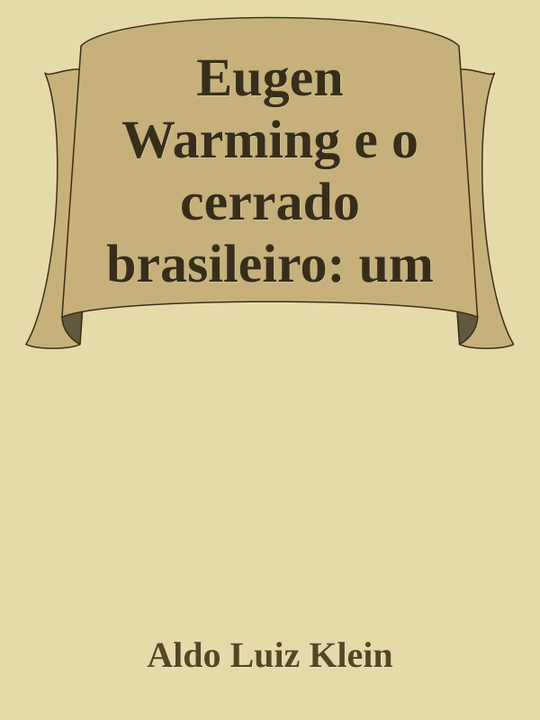 Eugen
Warming e o
cerrado
brasileiro: um
Aldo Luiz Klein